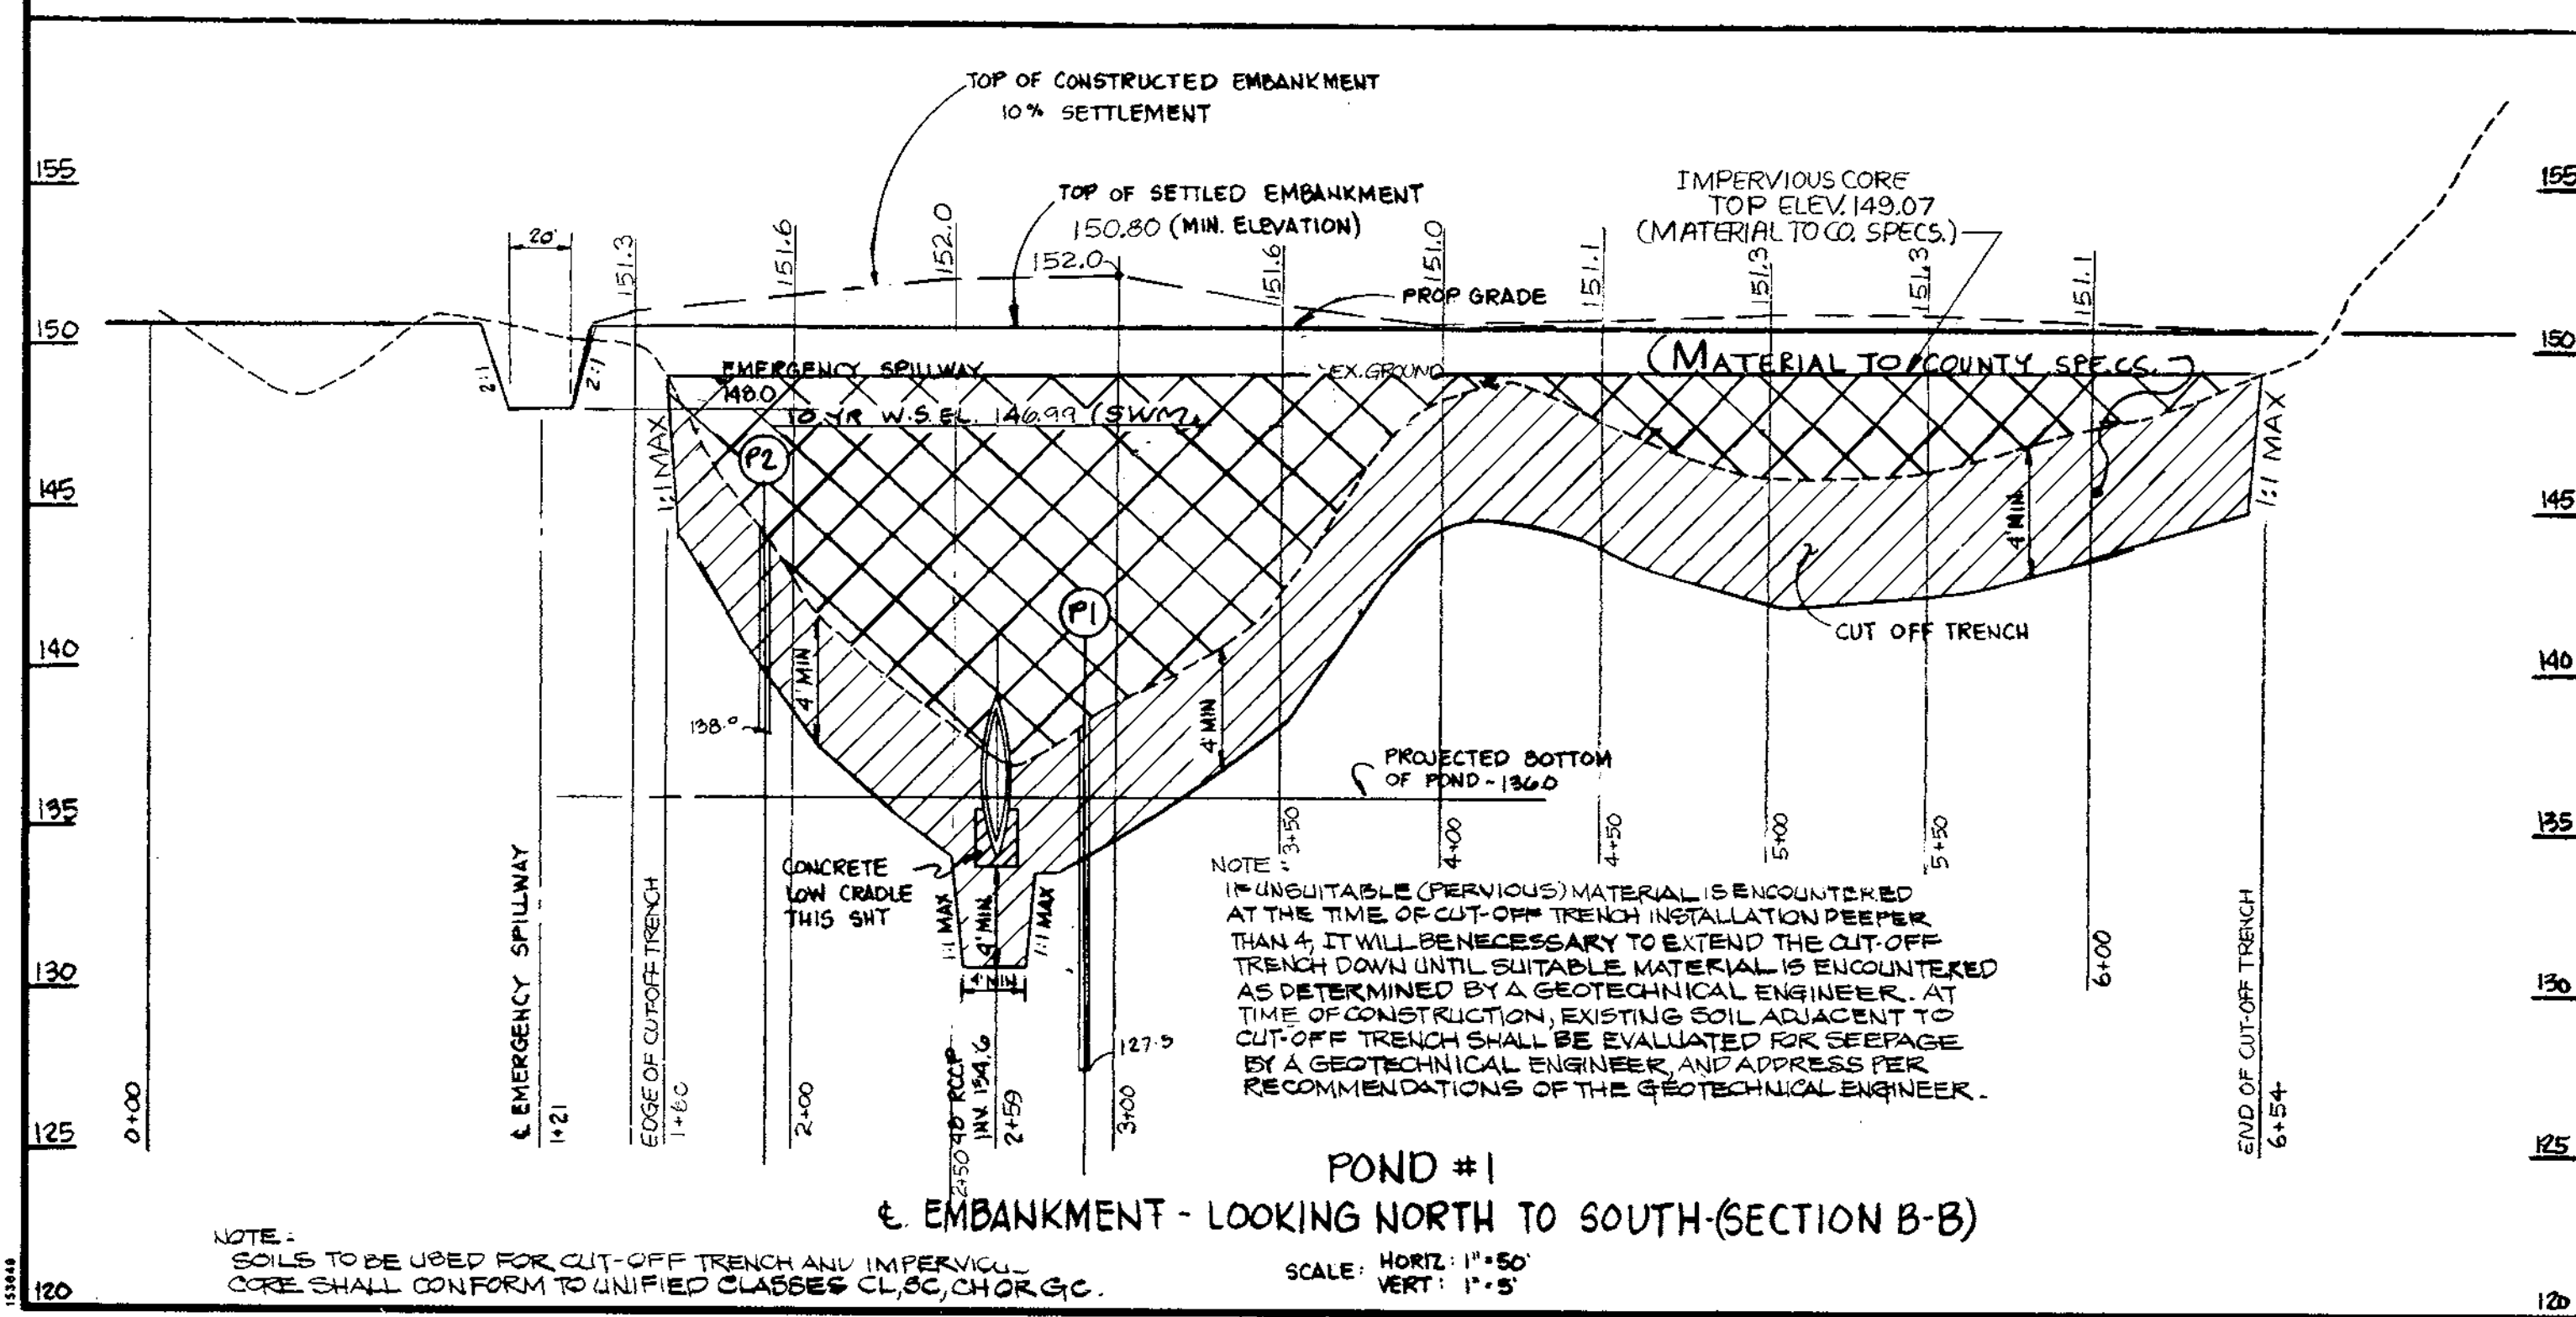 TOP OF CONSTRUCTED EMBANKMENT
10% SETTLEMENT
155
155
TOP OF SETTLED EMBANKMENT
150.80 (MIN. ELEVATION)
IMPERVIOUS CORE
TOP ELEV. 149.07
(MATERIAL TO CO. SPECS.)
20'
151.3
151.6
152.0
152.0
151.6
151.0
151.1
151.3
151.3
151.1
PROP GRADE
150
150
2:1
2:1
EMERGENCY SPILLWAY
148.0
EX. GROUND
(MATERIAL TO COUNTY SPECS.)
10 YR W.S. EL. 146.99 (SWM)
1:1 MAX
1:1 MAX
P2
145
145
4' MIN
P1
CUT OFF TRENCH
140
140
4' MIN
4' MIN
138.0
PROJECTED BOTTOM
OF POND - 136.0
135
135
CONCRETE
LOW CRADLE
THIS SHT
1:1 MAX
4' MIN.
1:1 MAX
4' MIN
130
130
127.5
3+50
4+00
4+50
5+00
5+50
6+00
NOTE:
IF UNSUITABLE (PERVIOUS) MATERIAL IS ENCOUNTERED
AT THE TIME OF CUT-OFF TRENCH INSTALLATION DEEPER
THAN 4', IT WILL BE NECESSARY TO EXTEND THE CUT-OFF
TRENCH DOWN UNTIL SUITABLE MATERIAL IS ENCOUNTERED
AS DETERMINED BY A GEOTECHNICAL ENGINEER. AT
TIME OF CONSTRUCTION, EXISTING SOIL ADJACENT TO
CUT-OFF TRENCH SHALL BE EVALUATED FOR SEEPAGE
BY A GEOTECHNICAL ENGINEER, AND ADDRESS PER
RECOMMENDATIONS OF THE GEOTECHNICAL ENGINEER.
0+00
℄ EMERGENCY SPILLWAY
1+21
EDGE OF CUT-OFF TRENCH
1+60
2+00
2+50
48 RCCP
INV. 134.6
2+59
3+00
END OF CUT-OFF TRENCH
6+54
125
125
POND #1
℄ EMBANKMENT - LOOKING NORTH TO SOUTH-(SECTION B-B)
SCALE: HORIZ: 1"=50'
VERT: 1"=5'
NOTE:
SOILS TO BE USED FOR CUT-OFF TRENCH AND
CORE SHALL CONFORM TO UNIFIED CLASSES CL, SC, CH OR GC.
120
120